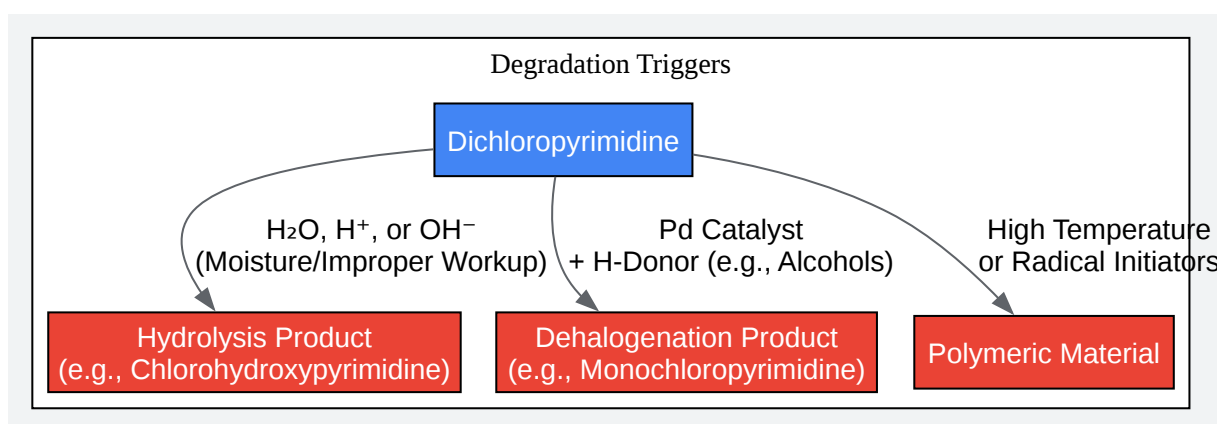 Degradation Triggers
Dichloropyrimidine
H₂O, H⁺, or OH⁻
(Moisture/Improper Workup)
Pd Catalyst
+ H-Donor (e.g., Alcohols)
High Temperature
or Radical Initiators
Hydrolysis Product
(e.g., Chlorohydroxypyrimidine)
Dehalogenation Product
(e.g., Monochloropyrimidine)
Polymeric Material